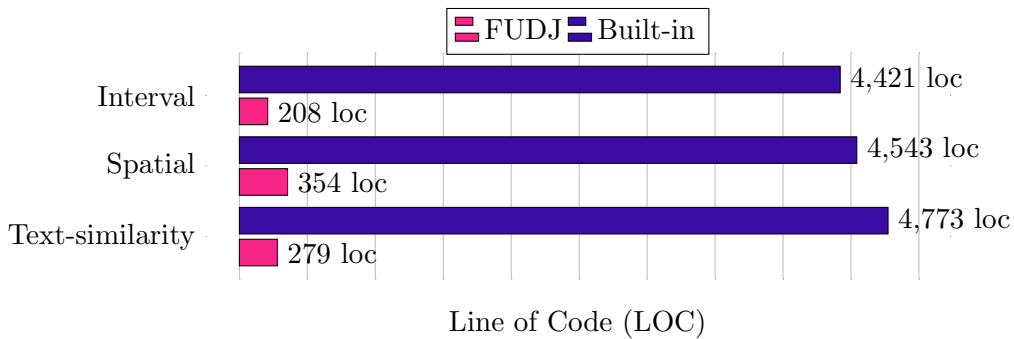 FUDJ Built-in
Interval
4,421 loc
208 loc
Spatial
4,543 loc
354 loc
Text-similarity
4,773 loc
279 loc
Line of Code (LOC)